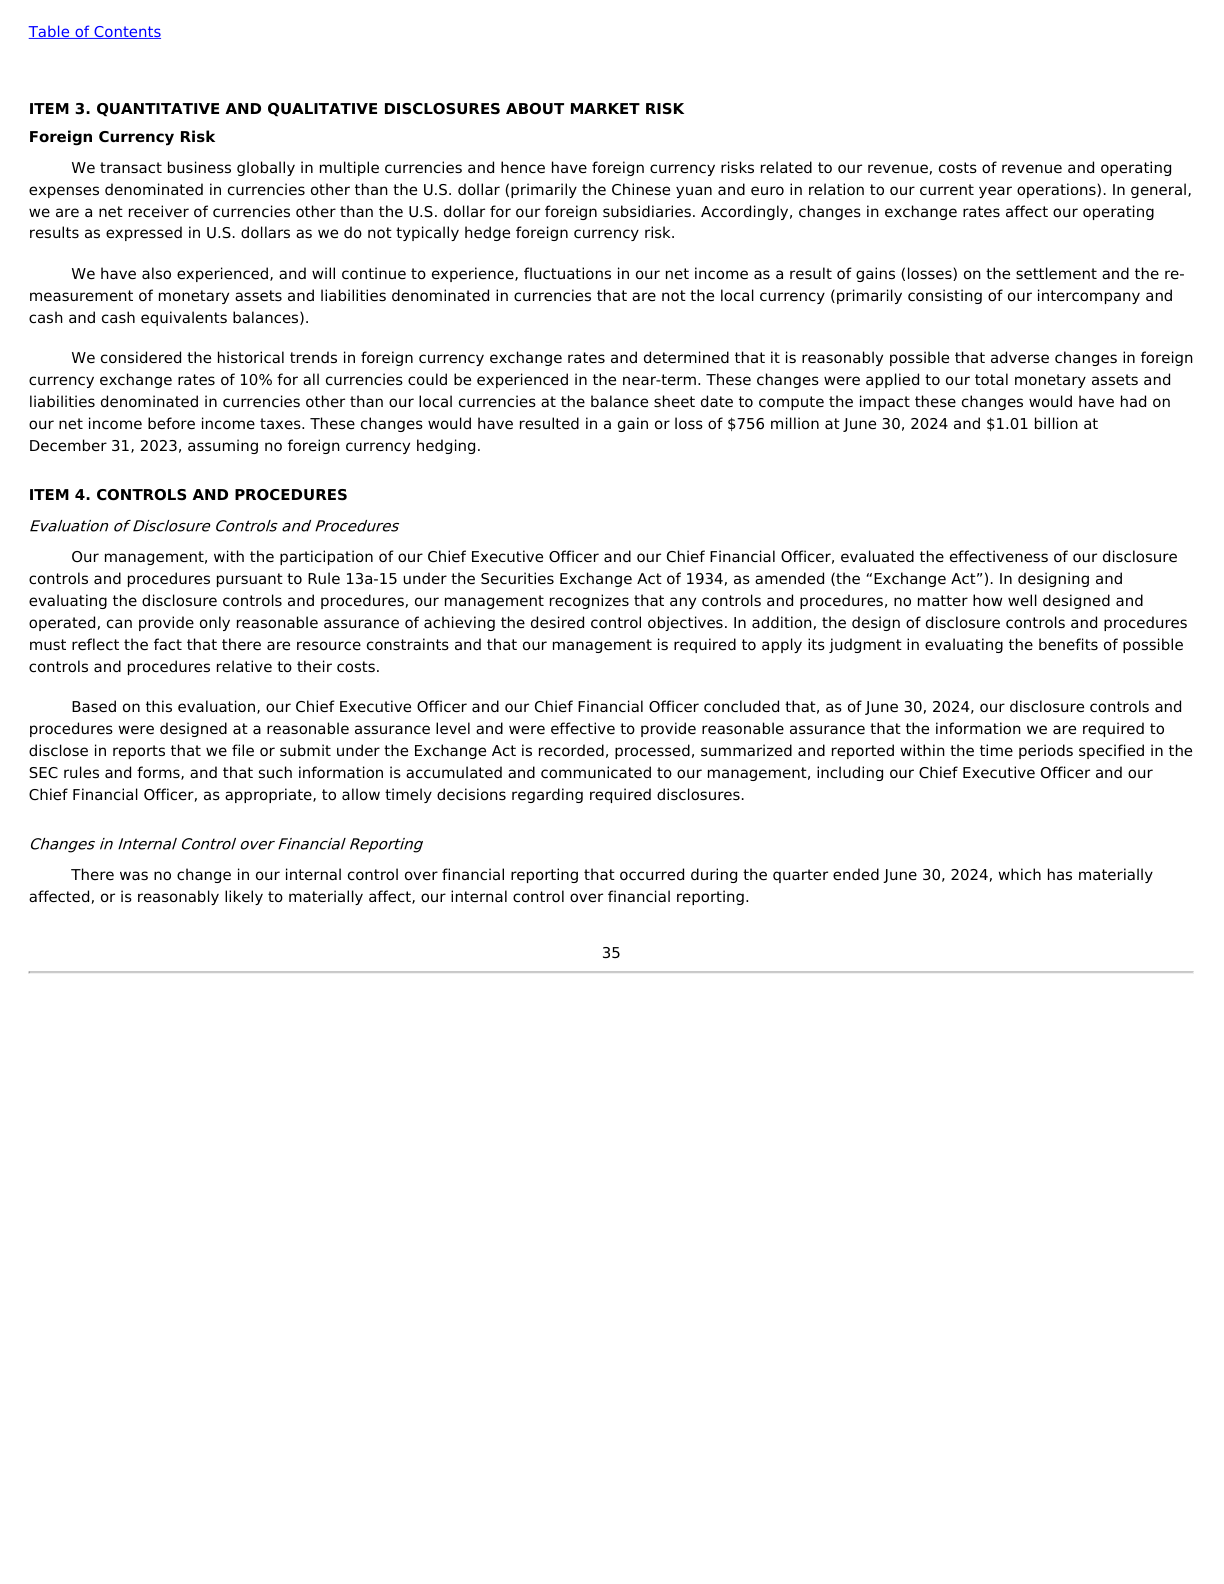 Table of Contents
ITEM 3. QUANTITATIVE AND QUALITATIVE DISCLOSURES ABOUT MARKET RISK
Foreign Currency Risk
We transact business globally in multiple currencies and hence have foreign currency risks related to our revenue, costs of revenue and operating
expenses denominated in currencies other than the U.S. dollar (primarily the Chinese yuan and euro in relation to our current year operations). In general,
we are a net receiver of currencies other than the U.S. dollar for our foreign subsidiaries. Accordingly, changes in exchange rates affect our operating
results as expressed in U.S. dollars as we do not typically hedge foreign currency risk.
We have also experienced, and will continue to experience, fluctuations in our net income as a result of gains (losses) on the settlement and the re-
measurement of monetary assets and liabilities denominated in currencies that are not the local currency (primarily consisting of our intercompany and
cash and cash equivalents balances).
We considered the historical trends in foreign currency exchange rates and determined that it is reasonably possible that adverse changes in foreign
currency exchange rates of 10% for all currencies could be experienced in the near-term. These changes were applied to our total monetary assets and
liabilities denominated in currencies other than our local currencies at the balance sheet date to compute the impact these changes would have had on
our net income before income taxes. These changes would have resulted in a gain or loss of $756 million at June 30, 2024 and $1.01 billion at
December 31, 2023, assuming no foreign currency hedging.
ITEM 4. CONTROLS AND PROCEDURES
Evaluation of Disclosure Controls and Procedures
Our management, with the participation of our Chief Executive Officer and our Chief Financial Officer, evaluated the effectiveness of our disclosure
controls and procedures pursuant to Rule 13a-15 under the Securities Exchange Act of 1934, as amended (the “Exchange Act”). In designing and
evaluating the disclosure controls and procedures, our management recognizes that any controls and procedures, no matter how well designed and
operated, can provide only reasonable assurance of achieving the desired control objectives. In addition, the design of disclosure controls and procedures
must reflect the fact that there are resource constraints and that our management is required to apply its judgment in evaluating the benefits of possible
controls and procedures relative to their costs.
Based on this evaluation, our Chief Executive Officer and our Chief Financial Officer concluded that, as of June 30, 2024, our disclosure controls and
procedures were designed at a reasonable assurance level and were effective to provide reasonable assurance that the information we are required to
disclose in reports that we file or submit under the Exchange Act is recorded, processed, summarized and reported within the time periods specified in the
SEC rules and forms, and that such information is accumulated and communicated to our management, including our Chief Executive Officer and our
Chief Financial Officer, as appropriate, to allow timely decisions regarding required disclosures.
Changes in Internal Control over Financial Reporting
There was no change in our internal control over financial reporting that occurred during the quarter ended June 30, 2024, which has materially
affected, or is reasonably likely to materially affect, our internal control over financial reporting.
35